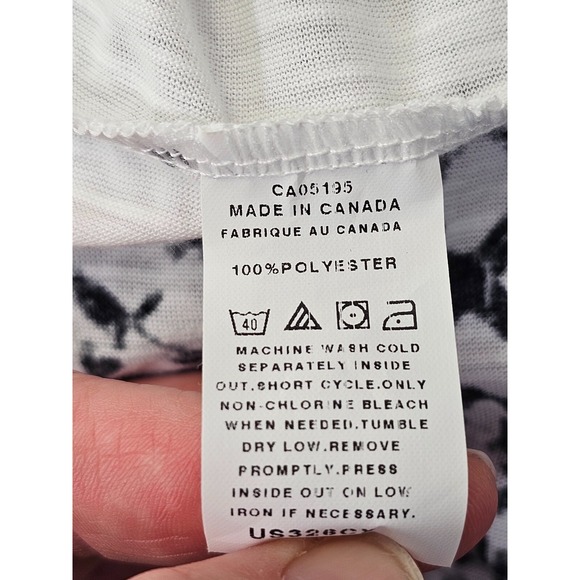 CA05195
MADE IN CANADA
FABRIQUE AU CANADA
100%POLYESTER
40
MACHINE WASH COLD
SEPARATELY INSIDE
OUT.SHORT CYCLE.ONLY
NON-CHLORINE BLEACH
WHEN NEEDED.TUMBLE
DRY LOW.REMOVE
PROMPTLY.PRESS
INSIDE OUT ON LOW
IRON IF NECESSARY.